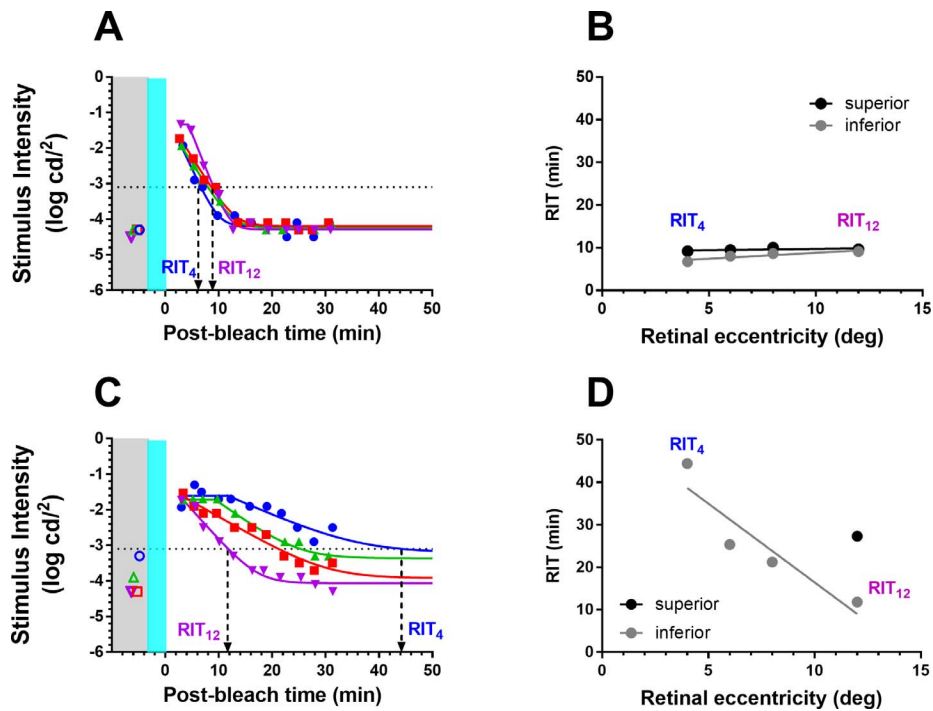 A
Stimulus Intensity
(log cd/²)
0
-1
-2
-3
-4
-5
-6
RIT4
RIT12
0 10 20 30 40 50
Post-bleach time (min)
B
RIT (min)
50
40
30
20
10
0
superior
inferior
RIT4
RIT12
0 5 10 15
Retinal eccentricity (deg)
C
Stimulus Intensity
(log cd/²)
0
-1
-2
-3
-4
-5
-6
RIT12
RIT4
0 10 20 30 40 50
Post-bleach time (min)
D
RIT (min)
50
40
30
20
10
0
RIT4
RIT12
superior
inferior
0 5 10 15
Retinal eccentricity (deg)